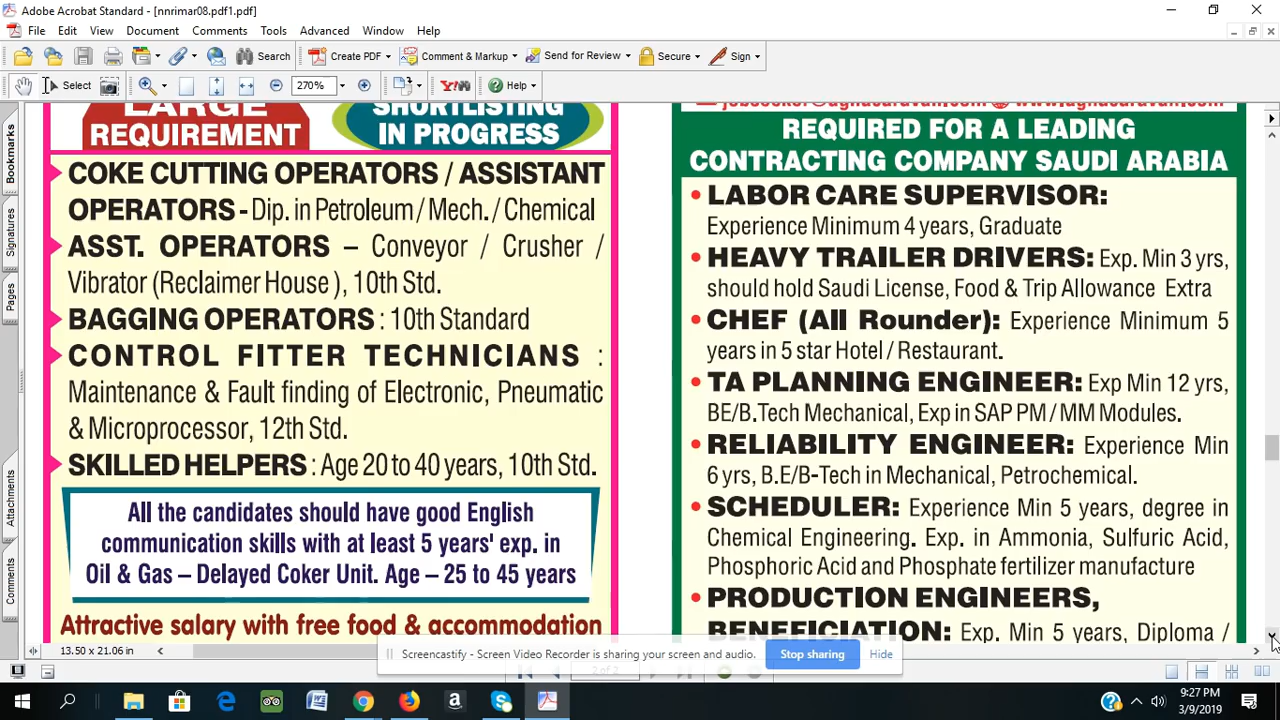 Adobe Acrobat Standard - [nnrimar08.pdf1.pdf]
File Edit View Document Comments Tools Advanced Window Help
Search Create PDF Comment & Markup Send for Review Secure Sign
Select 270% Y! Help
Bookmarks
Signatures
Pages
Attachments
Comments
LARGE
REQUIREMENT
SHORTLISTING
IN PROGRESS
COKE CUTTING OPERATORS / ASSISTANT
OPERATORS - Dip. in Petroleum / Mech. / Chemical
ASST. OPERATORS – Conveyor / Crusher /
Vibrator (Reclaimer House ), 10th Std.
BAGGING OPERATORS : 10th Standard
CONTROL FITTER TECHNICIANS :
Maintenance & Fault finding of Electronic, Pneumatic
& Microprocessor, 12th Std.
SKILLED HELPERS : Age 20 to 40 years, 10th Std.
All the candidates should have good English
communication skills with at least 5 years' exp. in
Oil & Gas – Delayed Coker Unit. Age – 25 to 45 years
Attractive salary with free food & accommodation
REQUIRED FOR A LEADING
CONTRACTING COMPANY SAUDI ARABIA
• LABOR CARE SUPERVISOR:
Experience Minimum 4 years, Graduate
• HEAVY TRAILER DRIVERS: Exp. Min 3 yrs,
should hold Saudi License, Food & Trip Allowance Extra
• CHEF (All Rounder): Experience Minimum 5
years in 5 star Hotel / Restaurant.
• TA PLANNING ENGINEER: Exp Min 12 yrs,
BE/B.Tech Mechanical, Exp in SAP PM / MM Modules.
• RELIABILITY ENGINEER: Experience Min
6 yrs, B.E/B-Tech in Mechanical, Petrochemical.
• SCHEDULER: Experience Min 5 years, degree in
Chemical Engineering. Exp. in Ammonia, Sulfuric Acid,
Phosphoric Acid and Phosphate fertilizer manufacture
• PRODUCTION ENGINEERS,
BENEFICIATION: Exp. Min 5 years, Diploma /
13.50 x 21.06 in
Screencastify - Screen Video Recorder is sharing your screen and audio. Stop sharing Hide
2 of 2
9:27 PM
3/9/2019